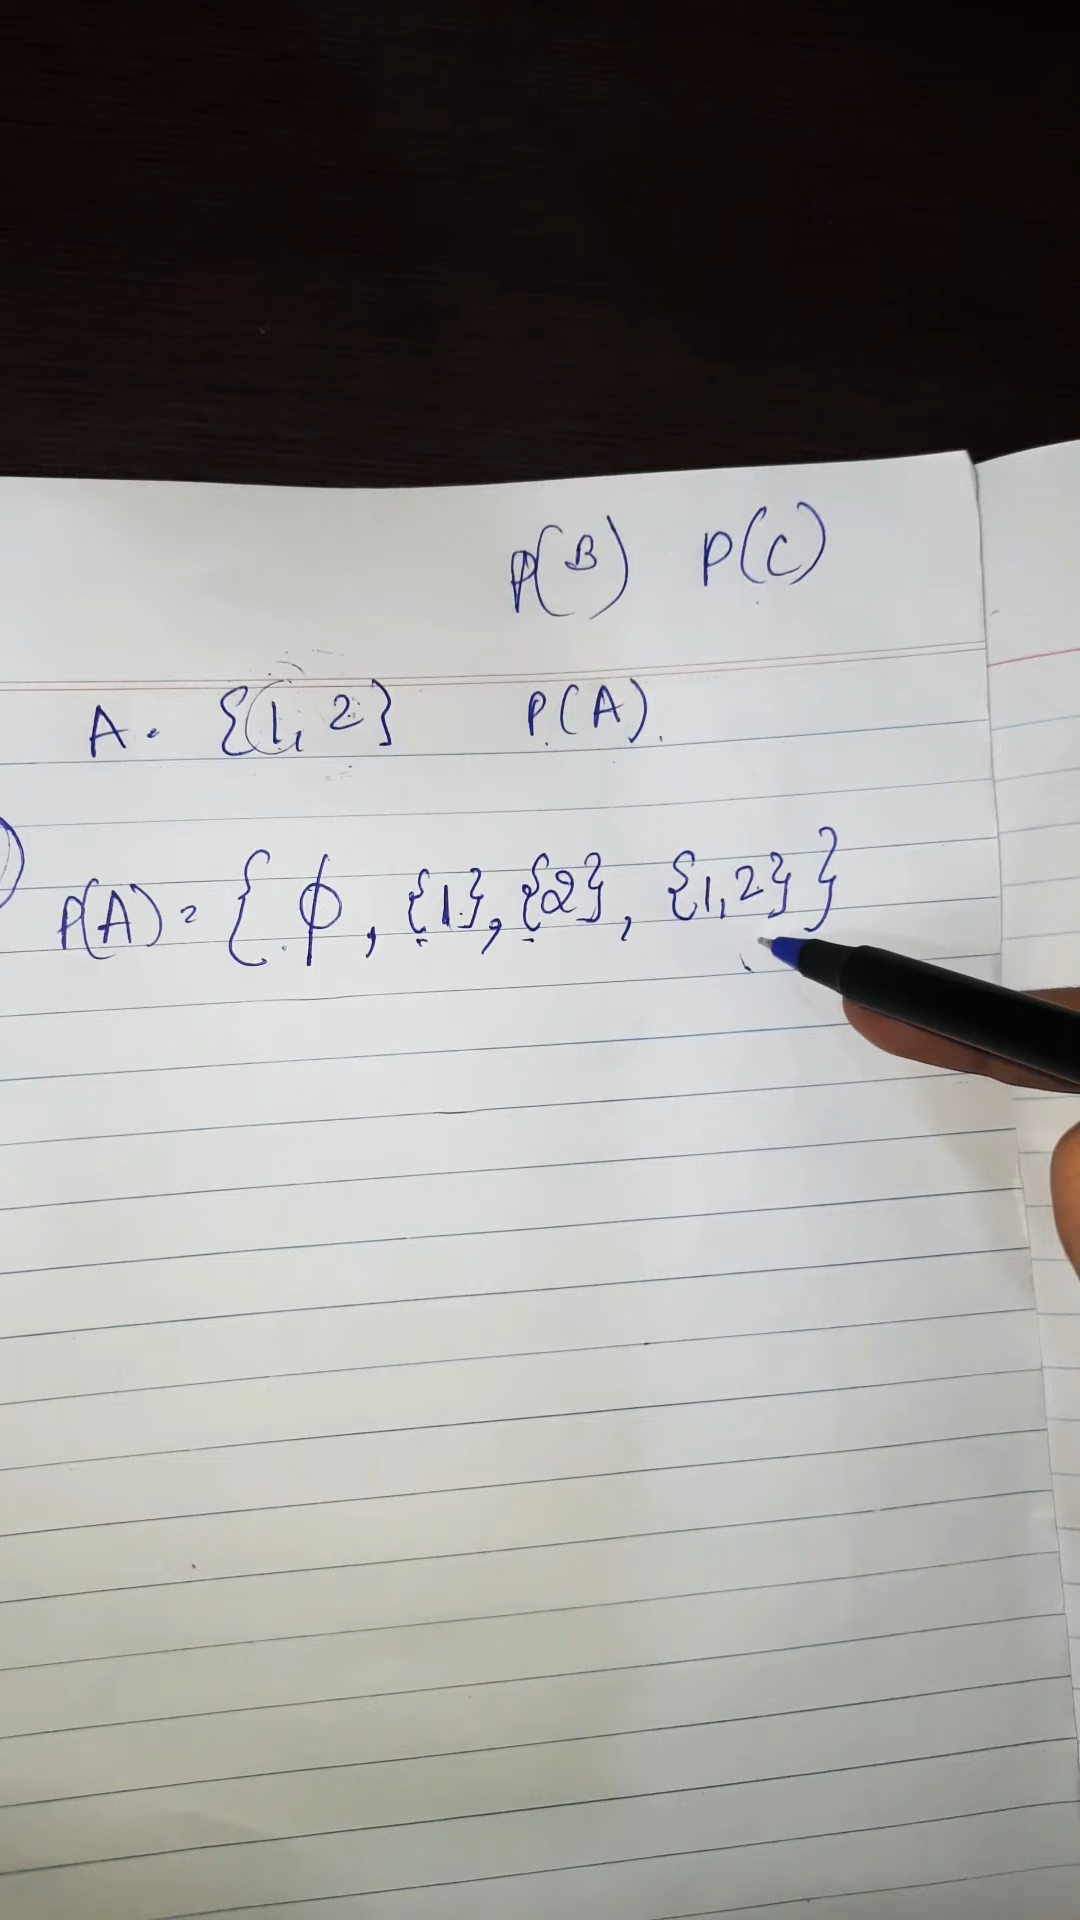 P(B) P(C)
A = {1, 2} P(A).
P(A) = { ϕ, {1}, {2}, {1,2} }